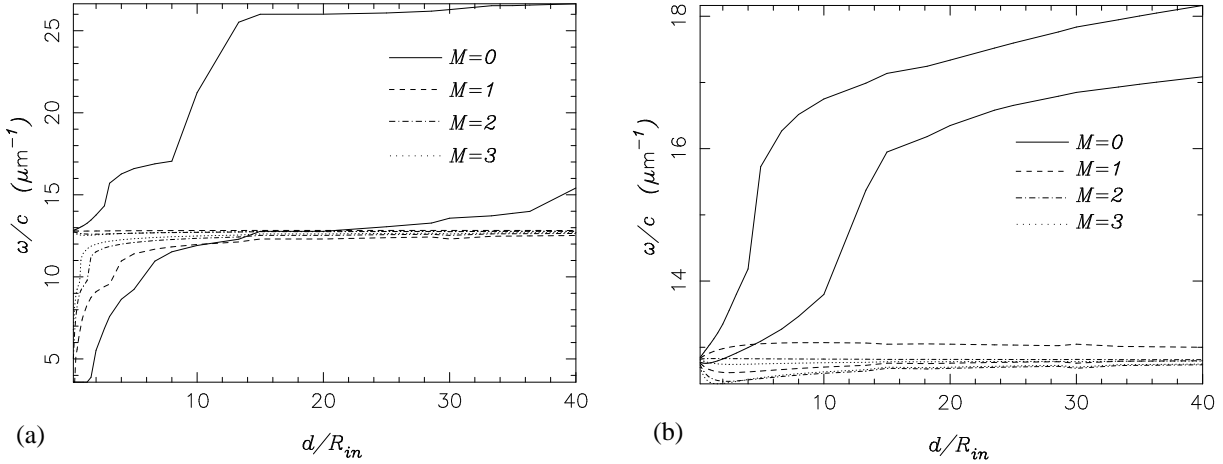 25
20
15
10
5
ω/c (μm⁻¹)
M=0
M=1
M=2
M=3
10 20 30 40
d/R_in
(a)
18
16
14
ω/c (μm⁻¹)
M=0
M=1
M=2
M=3
10 20 30 40
d/R_in
(b)